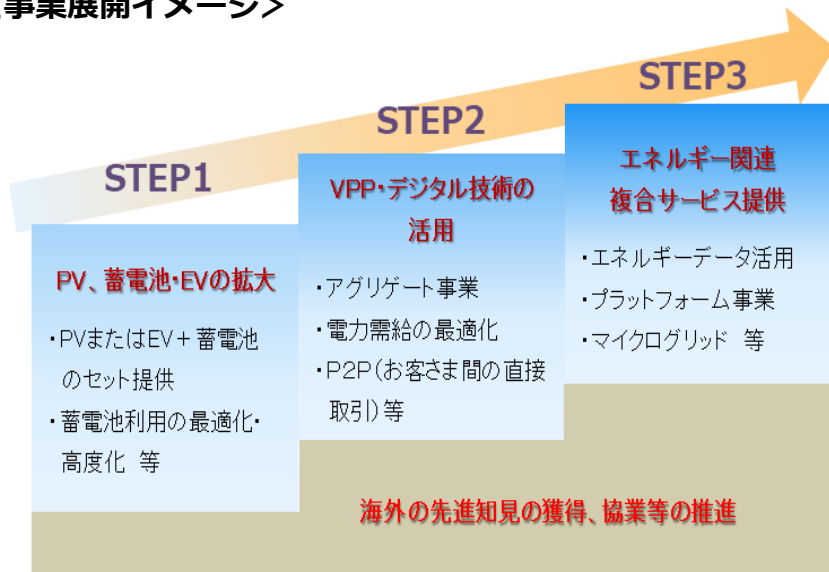 事業展開イメージ＞
STEP1
PV、蓄電池・EVの拡大
・PVまたはEV＋蓄電池
のセット提供
・蓄電池利用の最適化・
高度化 等
STEP2
VPP・デジタル技術の
活用
・アグリゲート事業
・電力需給の最適化
・P2P（お客さま間の直接
取引）等
STEP3
エネルギー関連
複合サービス提供
・エネルギーデータ活用
・プラットフォーム事業
・マイクログリッド 等
海外の先進知見の獲得、協業等の推進